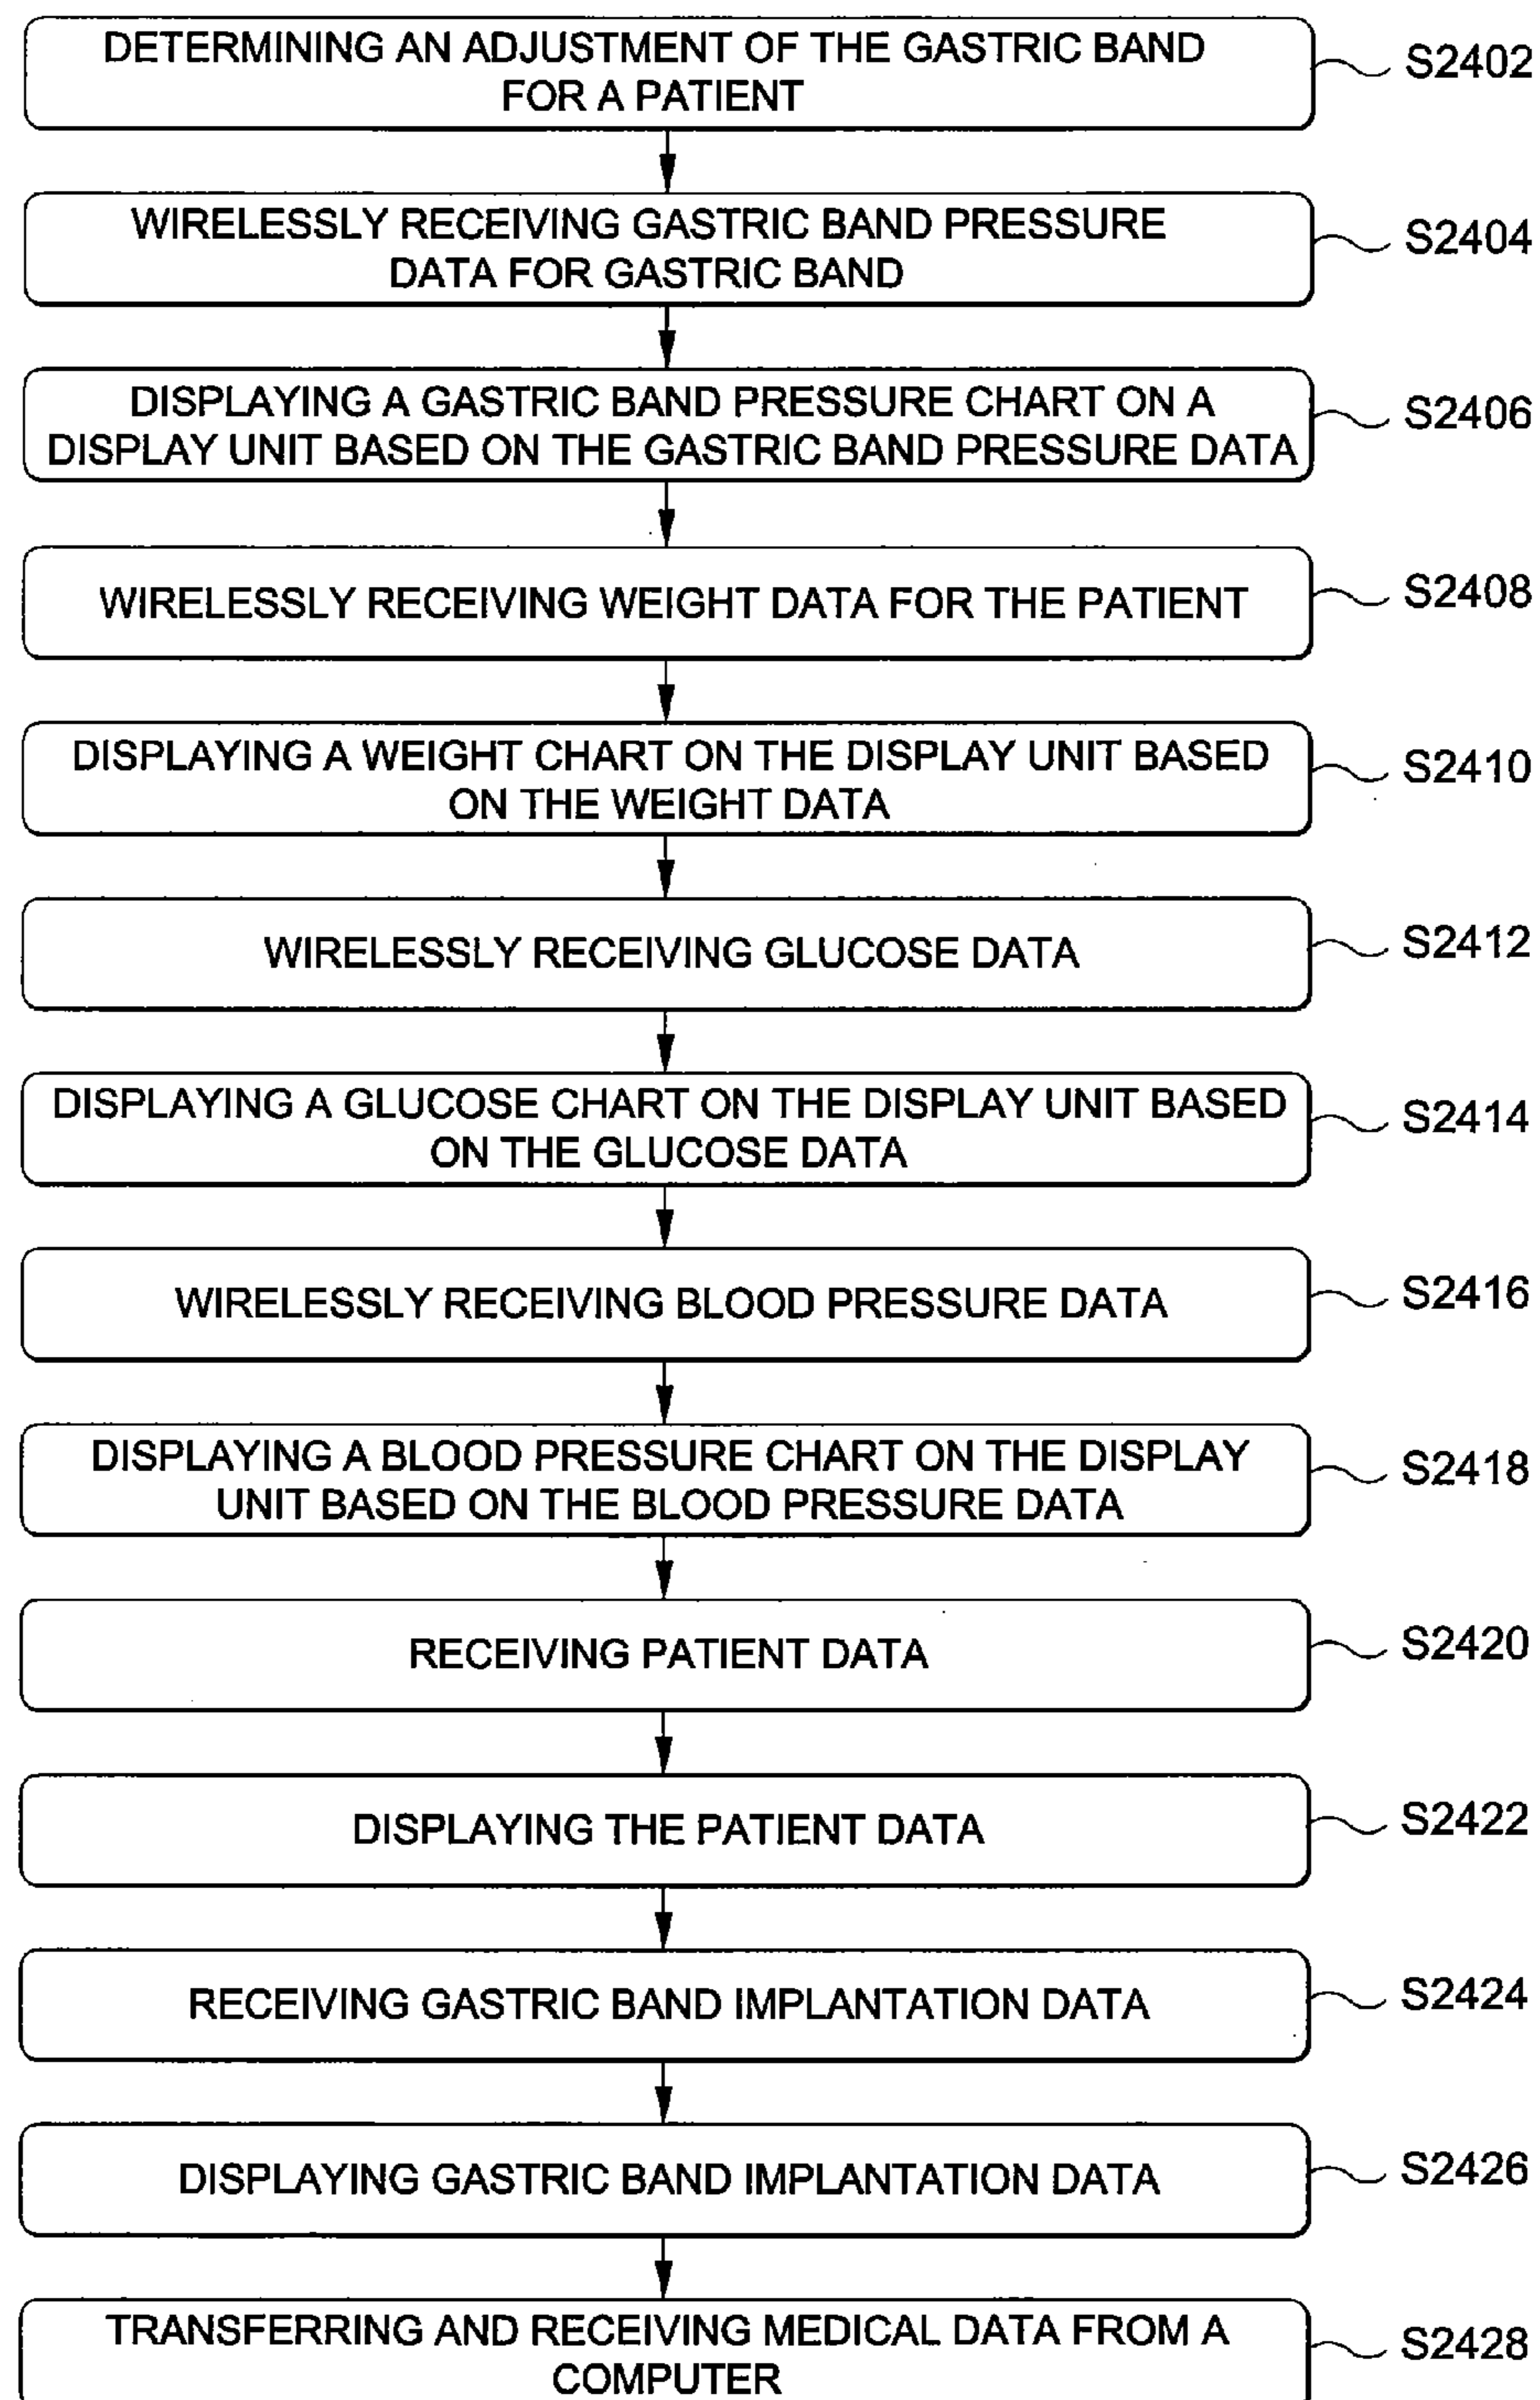 DETERMINING AN ADJUSTMENT OF THE GASTRIC BAND
FOR A PATIENT
S2402
WIRELESSLY RECEIVING GASTRIC BAND PRESSURE
DATA FOR GASTRIC BAND
S2404
DISPLAYING A GASTRIC BAND PRESSURE CHART ON A
DISPLAY UNIT BASED ON THE GASTRIC BAND PRESSURE DATA
S2406
WIRELESSLY RECEIVING WEIGHT DATA FOR THE PATIENT
S2408
DISPLAYING A WEIGHT CHART ON THE DISPLAY UNIT BASED
ON THE WEIGHT DATA
S2410
WIRELESSLY RECEIVING GLUCOSE DATA
S2412
DISPLAYING A GLUCOSE CHART ON THE DISPLAY UNIT BASED
ON THE GLUCOSE DATA
S2414
WIRELESSLY RECEIVING BLOOD PRESSURE DATA
S2416
DISPLAYING A BLOOD PRESSURE CHART ON THE DISPLAY
UNIT BASED ON THE BLOOD PRESSURE DATA
S2418
RECEIVING PATIENT DATA
S2420
DISPLAYING THE PATIENT DATA
S2422
RECEIVING GASTRIC BAND IMPLANTATION DATA
S2424
DISPLAYING GASTRIC BAND IMPLANTATION DATA
S2426
TRANSFERRING AND RECEIVING MEDICAL DATA FROM A
COMPUTER
S2428